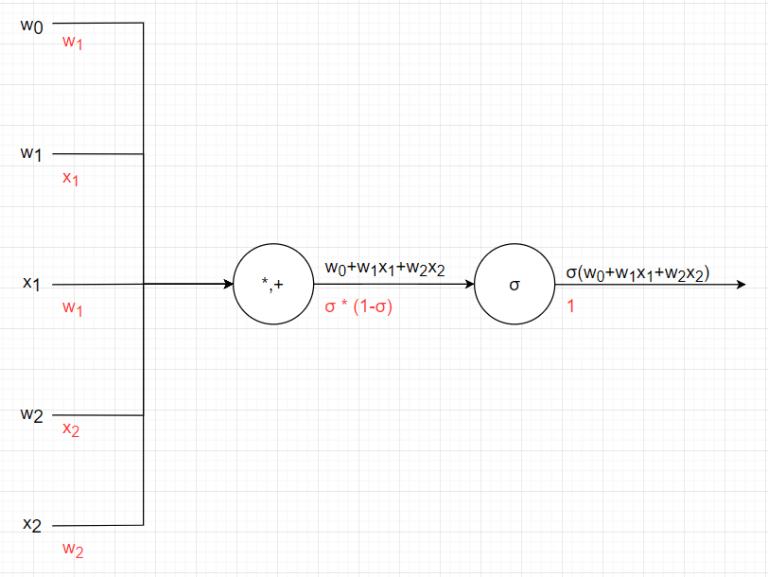 w0
w₁
w1
x₁
x1
w₁
*,+
w₀+w₁x₁+w₂x₂
σ * (1-σ)
σ
σ(w₀+w₁x₁+w₂x₂)
1
w2
x₂
x2
w₂